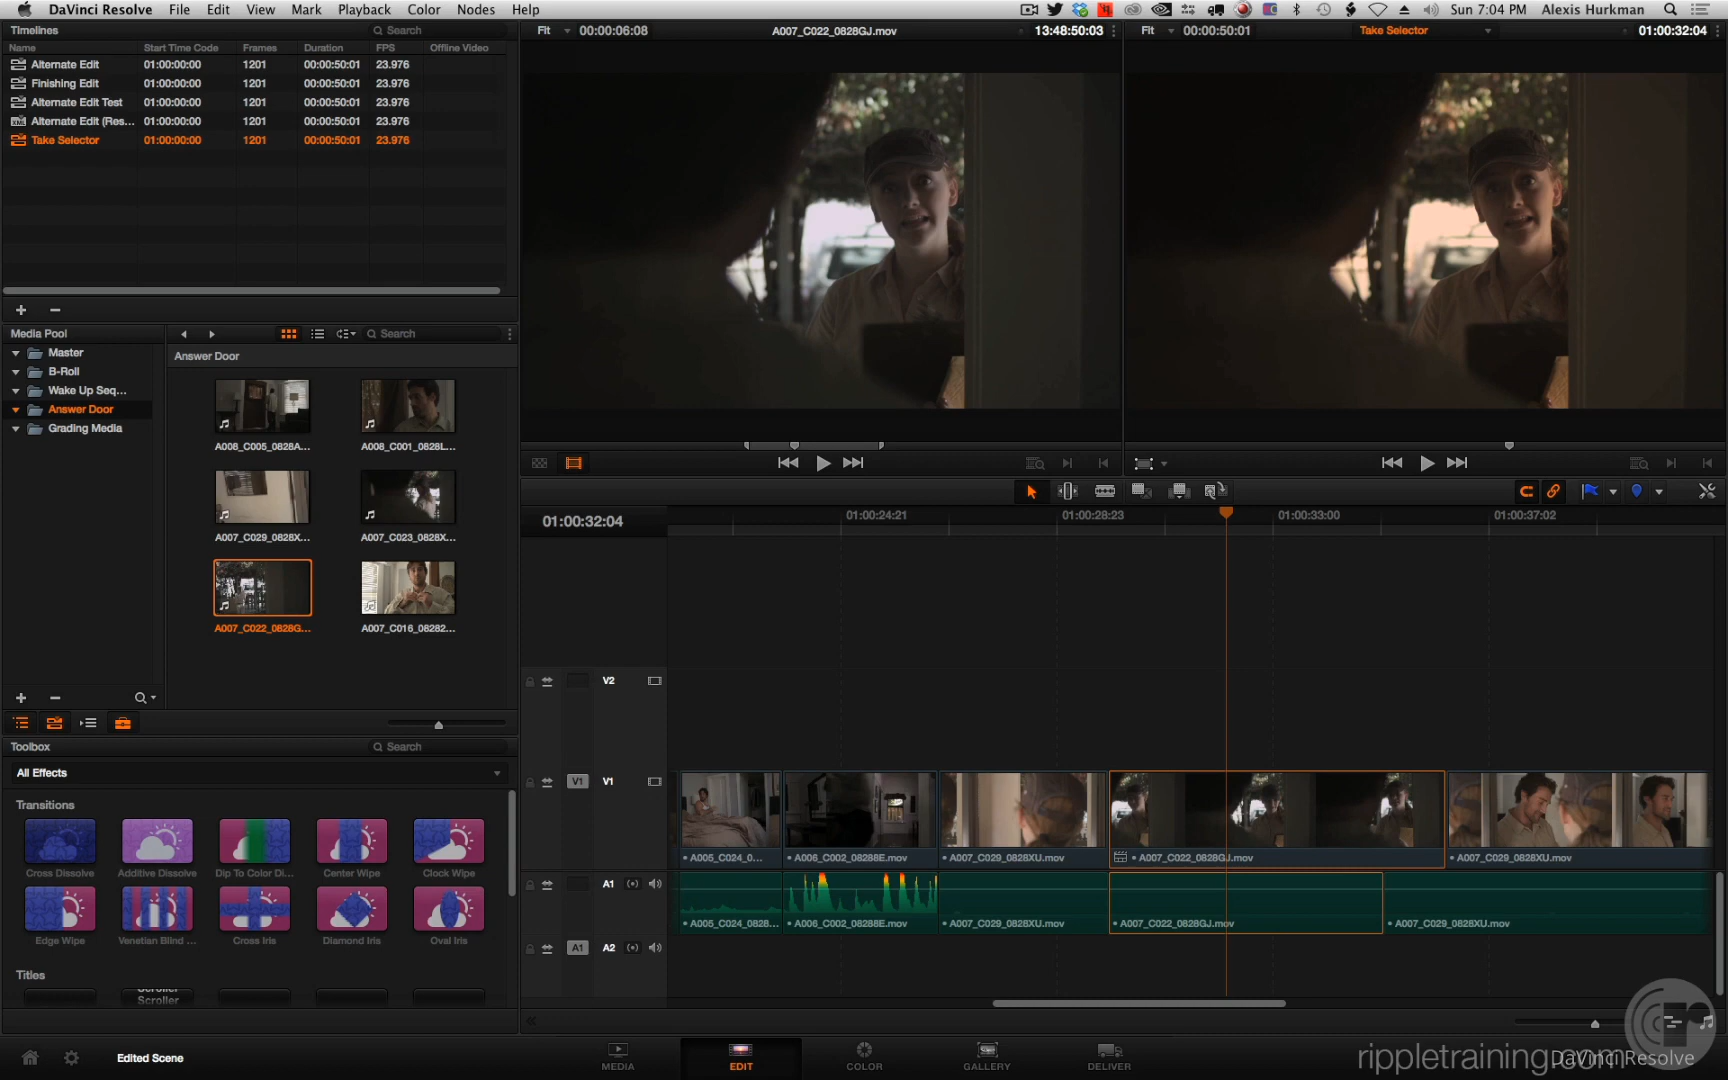 DaVinci Resolve File Edit View Mark Playback Color Nodes Help Sun 7:04 PM Alexis Hurkman
Timelines Search
Name Start Time Code Frames Duration FPS Offline Video
Alternate Edit 01:00:00:00 1201 00:00:50:01 23.976
Finishing Edit 01:00:00:00 1201 00:00:50:01 23.976
Alternate Edit Test 01:00:00:00 1201 00:00:50:01 23.976
Alternate Edit (Res... 01:00:00:00 1201 00:00:50:01 23.976
Take Selector 01:00:00:00 1201 00:00:50:01 23.976
Fit 00:00:06:08 A007_C022_0828GJ.mov 13:48:50:03
Fit 00:00:50:01 Take Selector 01:00:32:04
Media Pool Search
Master
B-Roll
Wake Up Seq...
Answer Door
Grading Media
Answer Door
A008_C005_0828A... A008_C001_0828L...
A007_C029_0828X... A007_C023_0828X...
A007_C022_0828G... A007_C016_08282...
Toolbox Search
All Effects
Transitions
Cross Dissolve Additive Dissolve Dip To Color Di... Center Wipe Clock Wipe
Edge Wipe Venetian Blind ... Cross Iris Diamond Iris Oval Iris
Titles
Scroller
Scroller
01:00:32:04 01:00:24:21 01:00:28:23 01:00:33:00 01:00:37:02
V2
V1 V1
A005_C024_0... A006_C002_08288E.mov A007_C029_0828XU.mov A007_C022_0828GJ.mov A007_C029_0828XU.mov
A1
A005_C024_0828... A006_C002_08288E.mov A007_C029_0828XU.mov A007_C022_0828GJ.mov A007_C029_0828XU.mov
A1 A2
Edited Scene
MEDIA EDIT COLOR GALLERY DELIVER
rippletraining.com
DaVinci Resolve